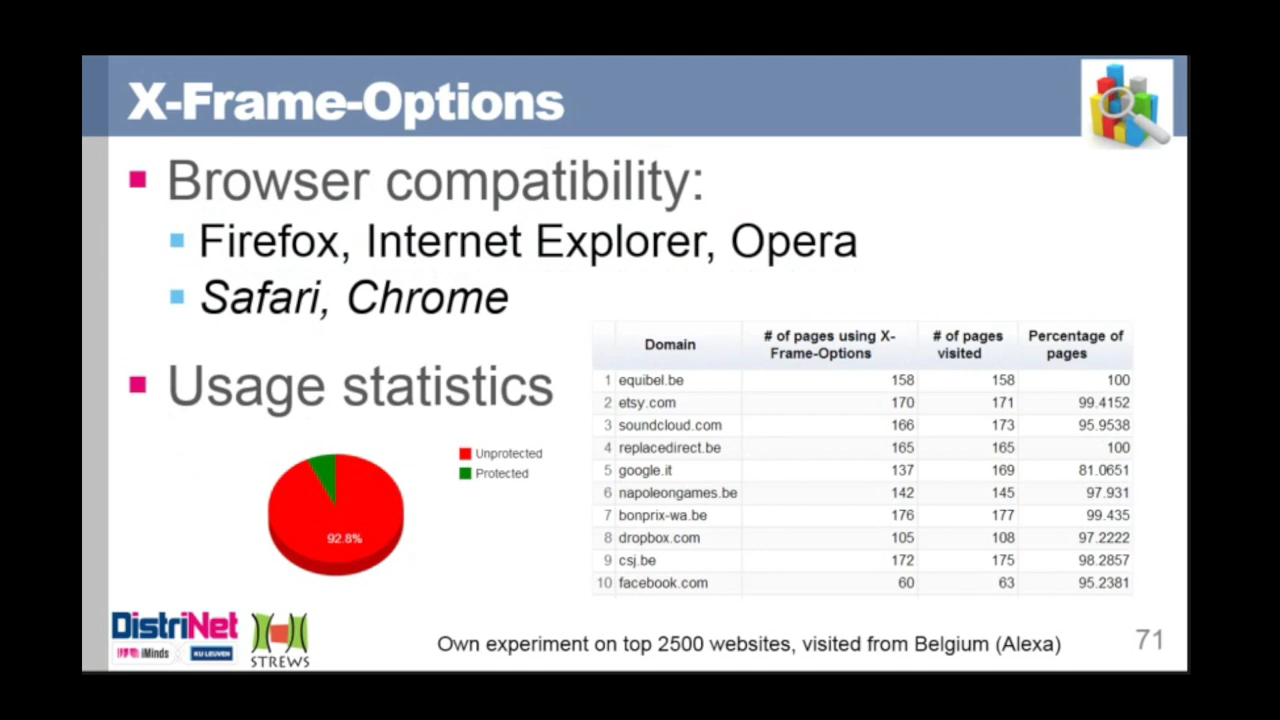 X-Frame-Options
Browser compatibility:
Firefox, Internet Explorer, Opera
Safari, Chrome
Usage statistics
Unprotected
Protected
92.8%
Domain # of pages using X-Frame-Options # of pages visited Percentage of pages
1 equibel.be 158 158 100
2 etsy.com 170 171 99.4152
3 soundcloud.com 166 173 95.9538
4 replacedirect.be 165 165 100
5 google.it 137 169 81.0651
6 napoleongames.be 142 145 97.931
7 bonprix-wa.be 176 177 99.435
8 dropbox.com 105 108 97.2222
9 csj.be 172 175 98.2857
10 facebook.com 60 63 95.2381
DistriNet
iMinds KU LEUVEN
STREWS
Own experiment on top 2500 websites, visited from Belgium (Alexa)
71